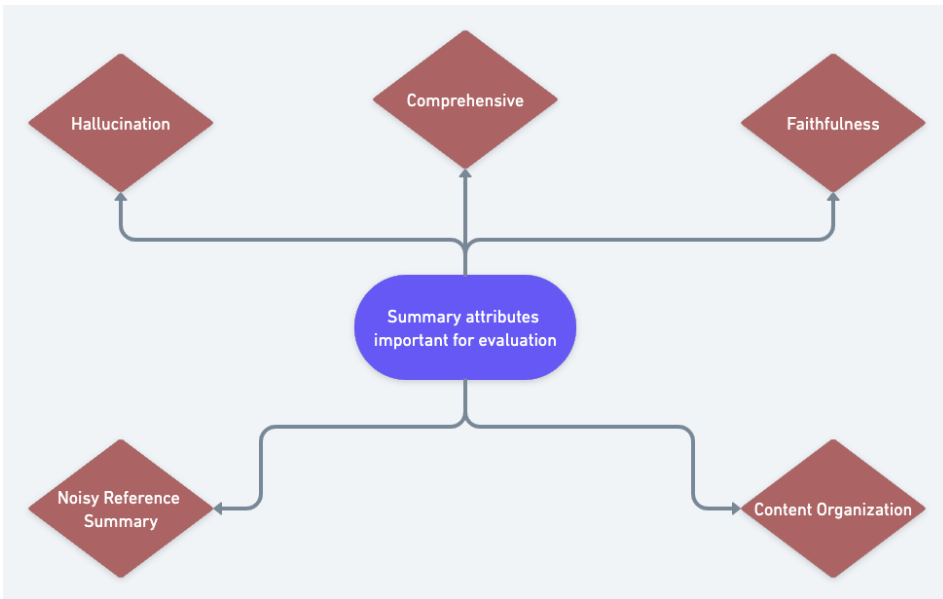 Hallucination
Comprehensive
Faithfulness
Summary attributes
important for evaluation
Noisy Reference
Summary
Content Organization